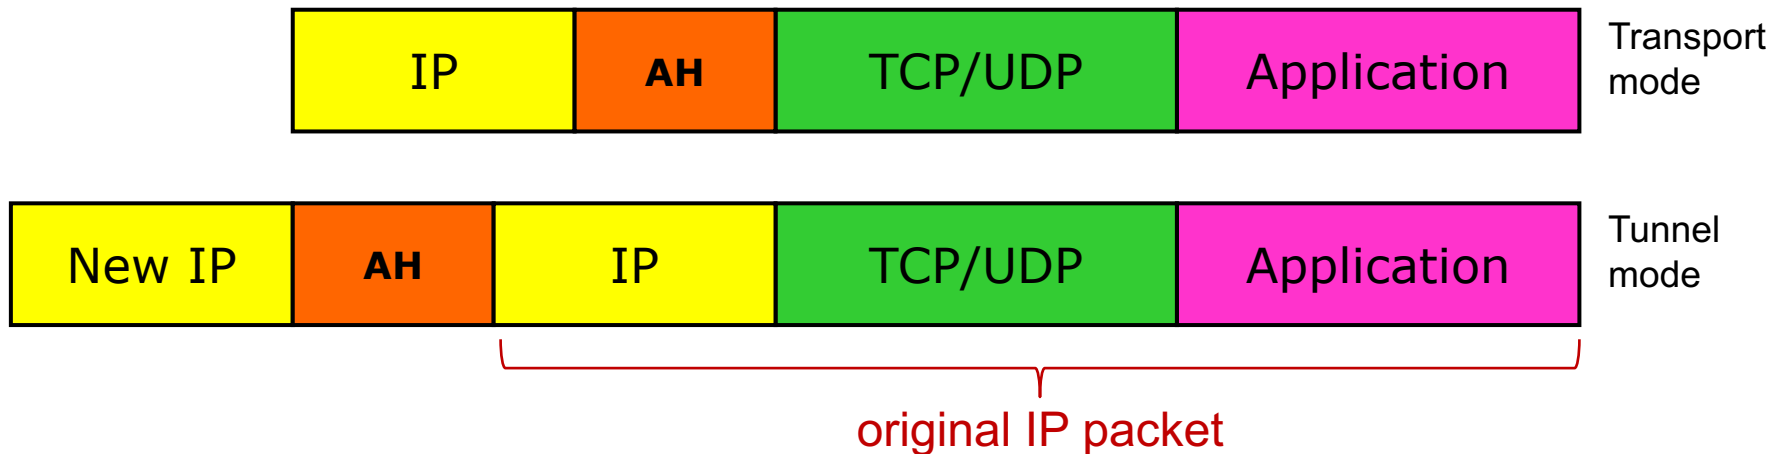 IP AH TCP/UDP Application Transport
mode
New IP AH IP TCP/UDP Application Tunnel
mode
original IP packet